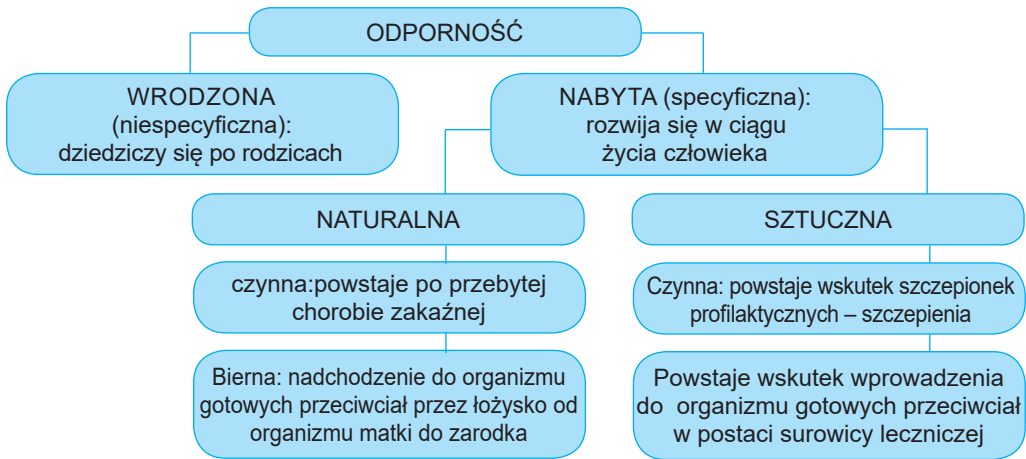 ODPORNOŚĆ
WRODZONA
(niespecyficzna):
dziedziczy się po rodzicach
NABYTA (specyficzna):
rozwija się w ciągu
życia człowieka
NATURALNA
czynna:powstaje po przebytej
chorobie zakaźnej
Bierna: nadchodzenie do organizmu
gotowych przeciwciał przez łożysko od
organizmu matki do zarodka
SZTUCZNA
Czynna: powstaje wskutek szczepionek
profilaktycznych – szczepienia
Powstaje wskutek wprowadzenia
do organizmu gotowych przeciwciał
w postaci surowicy leczniczej